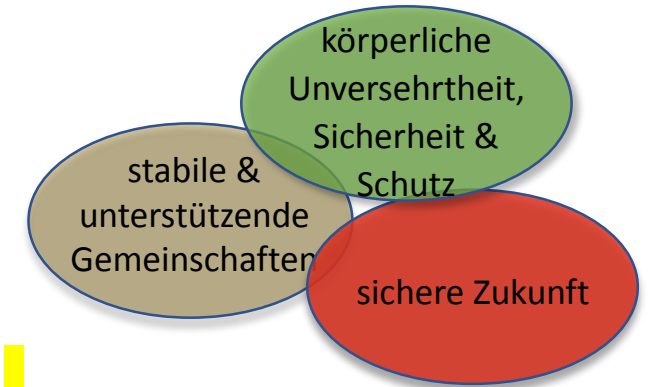 körperliche
Unversehrtheit,
Sicherheit &
Schutz
stabile &
unterstützende
Gemeinschaften
sichere Zukunft